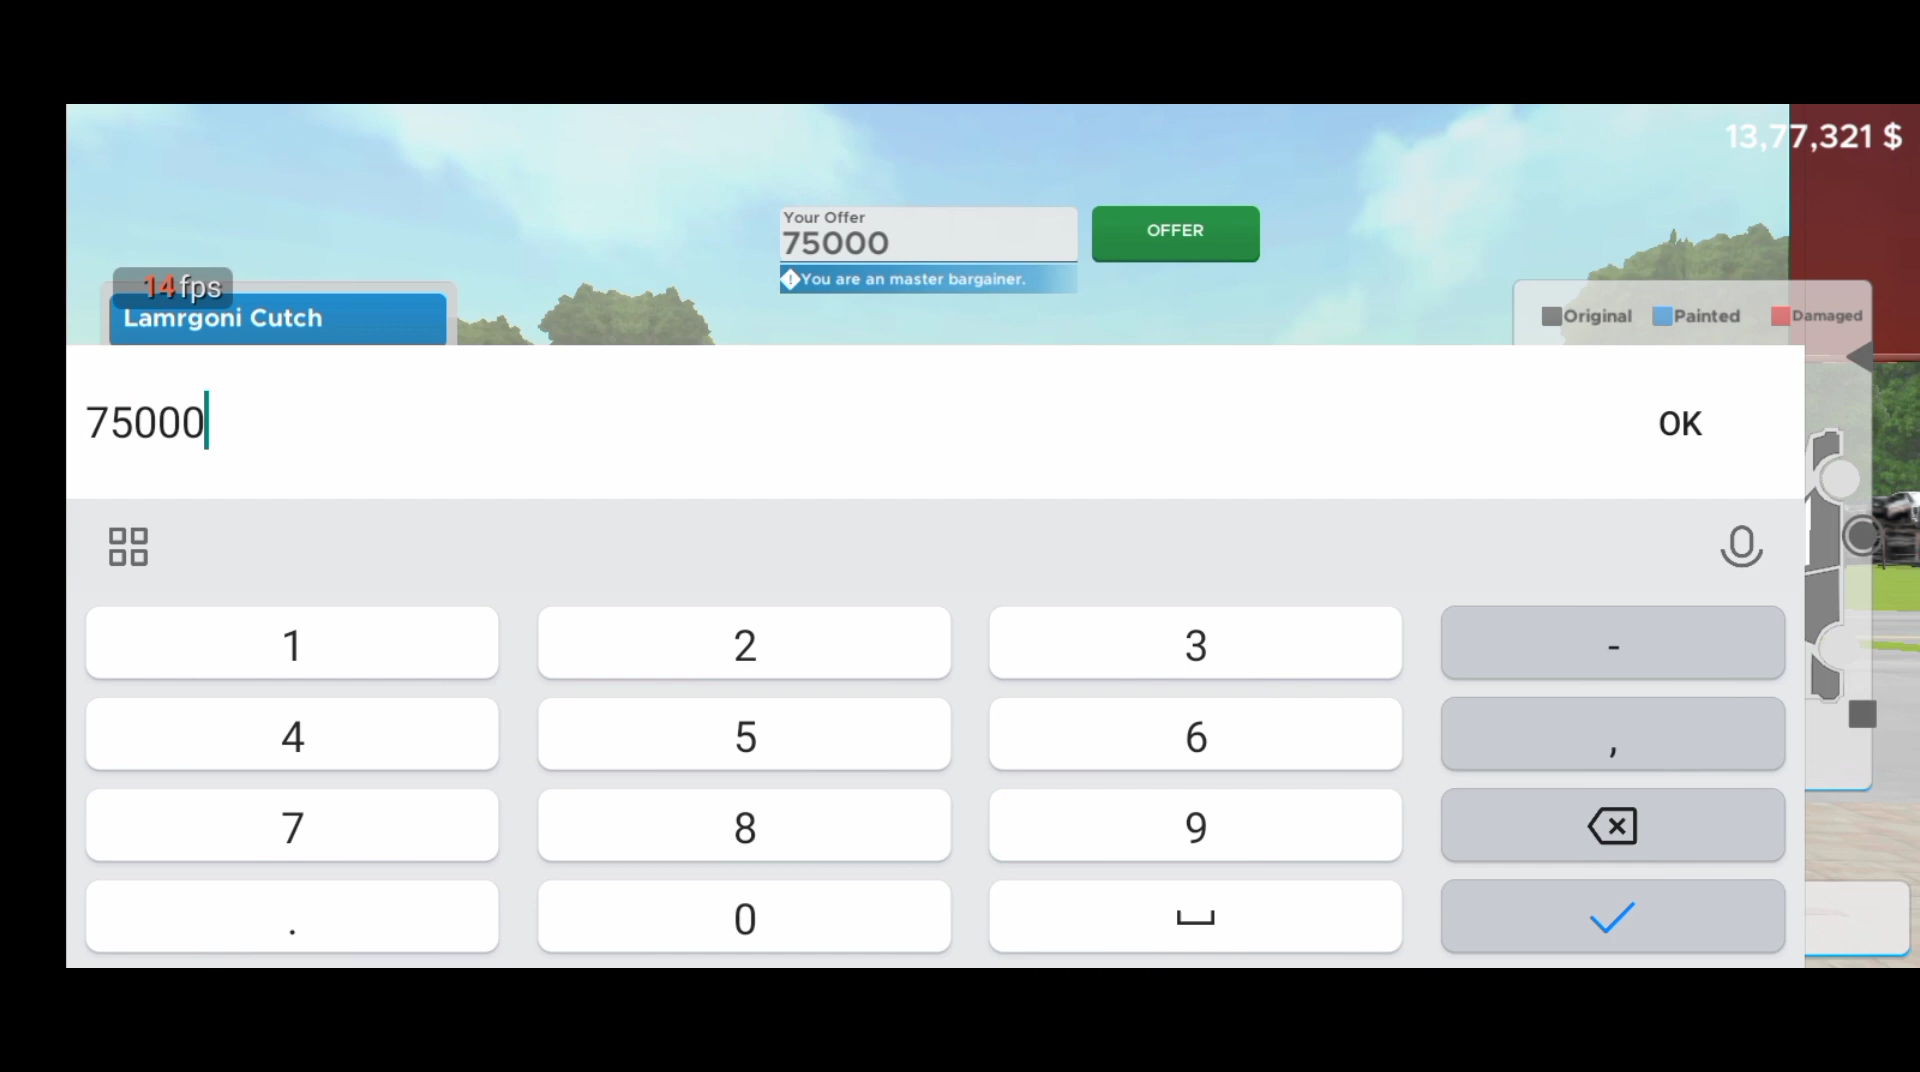 13,77,321 $
Your Offer
75000
OFFER
You are an master bargainer.
14 fps
Lamrgoni Cutch
Original Painted Damaged
75000
OK
1 2 3 -
4 5 6 ,
7 8 9
. 0